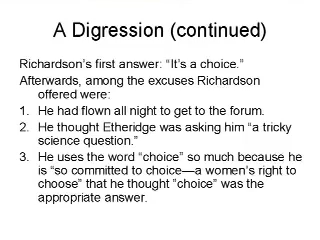 A Digression (continued)
Richardson's first answer: “It's a choice.”
Afterwards, among the excuses Richardson
offered were:
1. He had flown all night to get to the forum.
2. He thought Etheridge was asking him “a tricky
science question.”
3. He uses the word “choice” so much because he
is “so committed to choice—a women's right to
choose” that he thought ”choice” was the
appropriate answer.